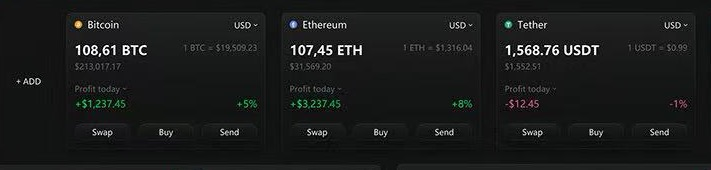 + ADD
Bitcoin
USD
108,61 BTC
1 BTC = $19,509.23
$213,017.17
Profit today
+$1,237.45
+5%
Swap
Buy
Send
Ethereum
USD
107,45 ETH
1 ETH = $1,316.04
$31,569.20
Profit today
+$3,237.45
+8%
Swap
Buy
Send
Tether
USD
1,568.76 USDT
1 USDT = $0.99
$1,552.51
Profit today
-$12.45
-1%
Swap
Buy
Send